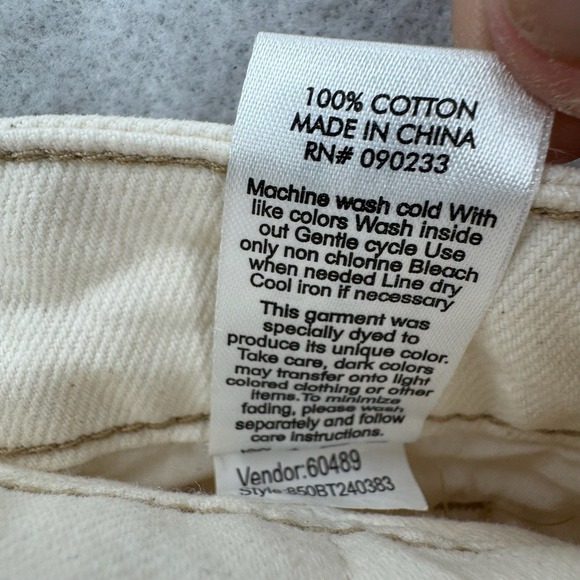 100% COTTON
MADE IN CHINA
RN# 090233
Machine wash cold With
like colors Wash inside
out Gentle cycle Use
only non chlorine Bleach
when needed Line dry
Cool iron if necessary
This garment was
specially dyed to
produce its unique color.
Take care, dark colors
may transfer onto light
colored clothing or other
items.To minimize
fading, please wash
separately and follow
care instructions.
Vendor:60489
Style:850BT240383